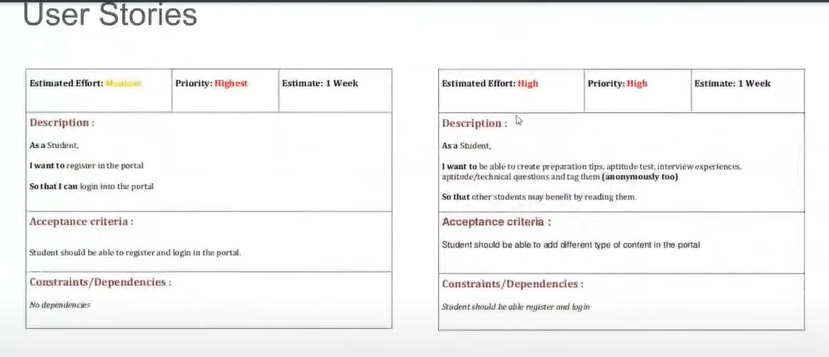 User Stories
Estimated Effort: Medium
Priority: Highest
Estimate: 1 Week
Description :
As a Student,
I want to register in the portal
So that I can login into the portal
Acceptance criteria :
Student should be able to register and login in the portal.
Constraints/Dependencies :
No dependencies
Estimated Effort: High
Priority: High
Estimate: 1 Week
Description :
As a Student,
I want to be able to create preparation tips, aptitude test, interview experiences,
aptitude/technical questions and tag them (anonymously too)
So that other students may benefit by reading them.
Acceptance criteria :
Student should be able to add different type of content in the portal
Constraints/Dependencies :
Student should be able register and login